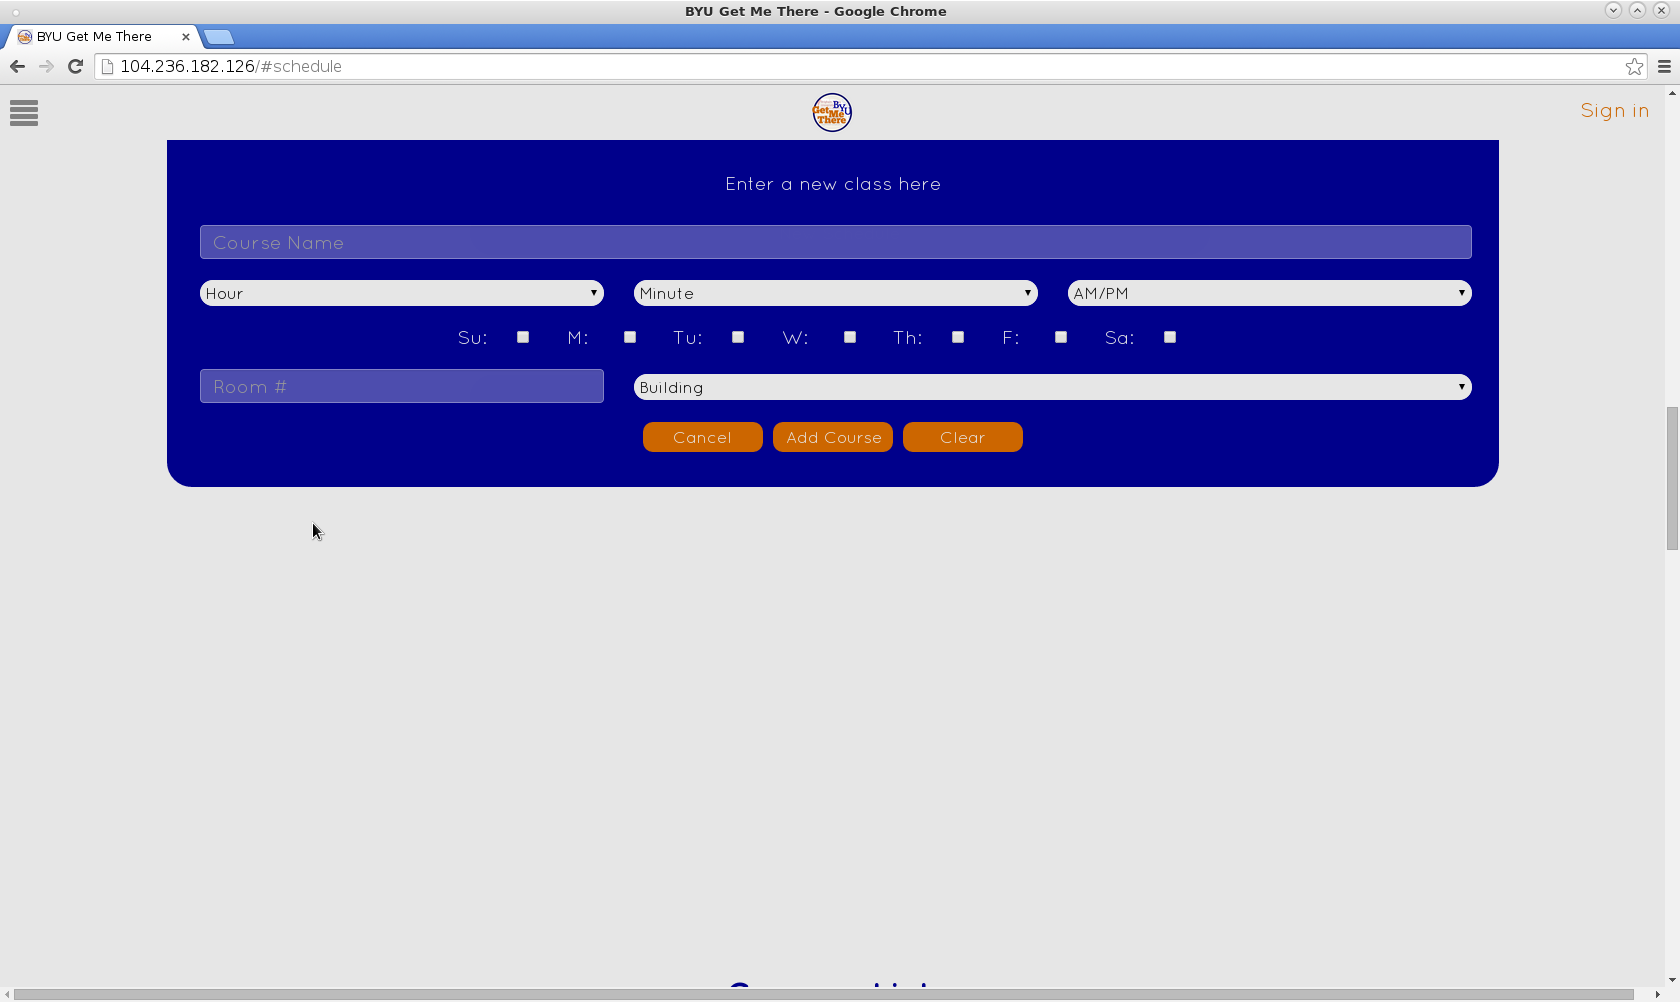 BYU Get Me There - Google Chrome
BYU Get Me There
104.236.182.126/#schedule
BYU
Get Me There
Sign in
Enter a new class here
Course Name
Hour Minute AM/PM
Su: M: Tu: W: Th: F: Sa:
Room # Building
Cancel Add Course Clear